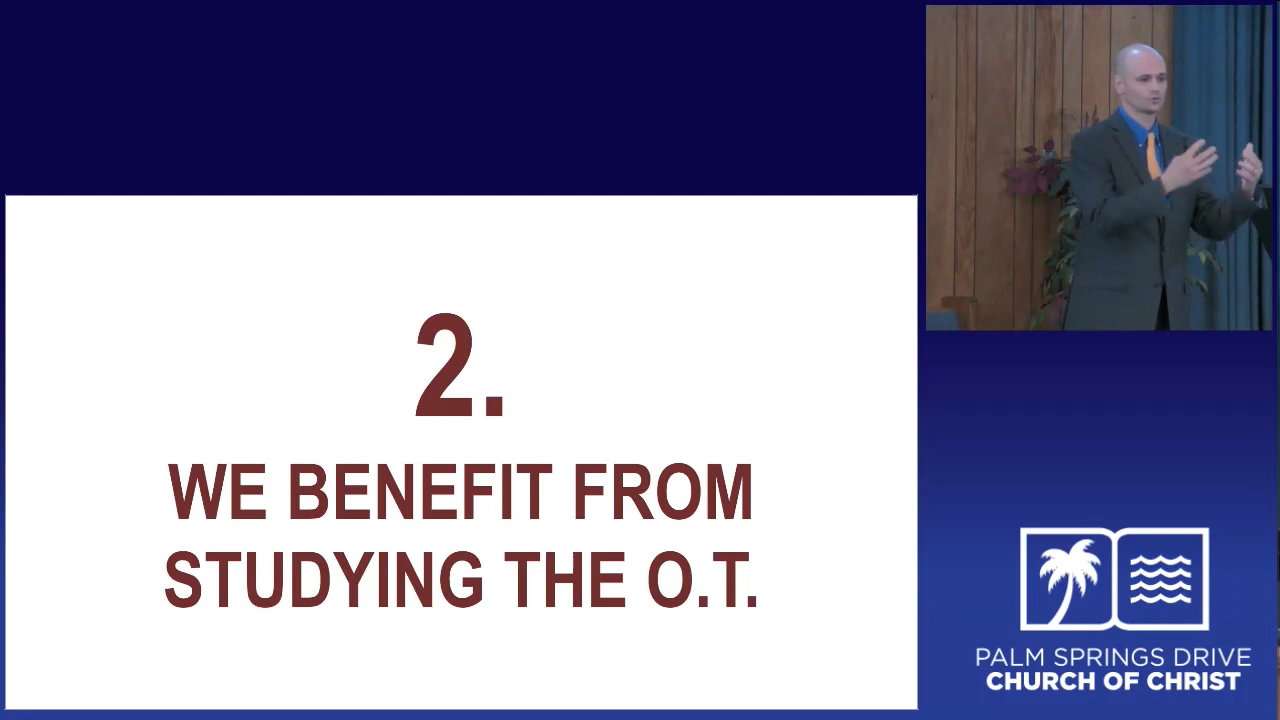 2.
WE BENEFIT FROM
STUDYING THE O.T.
PALM SPRINGS DRIVE
CHURCH OF CHRIST